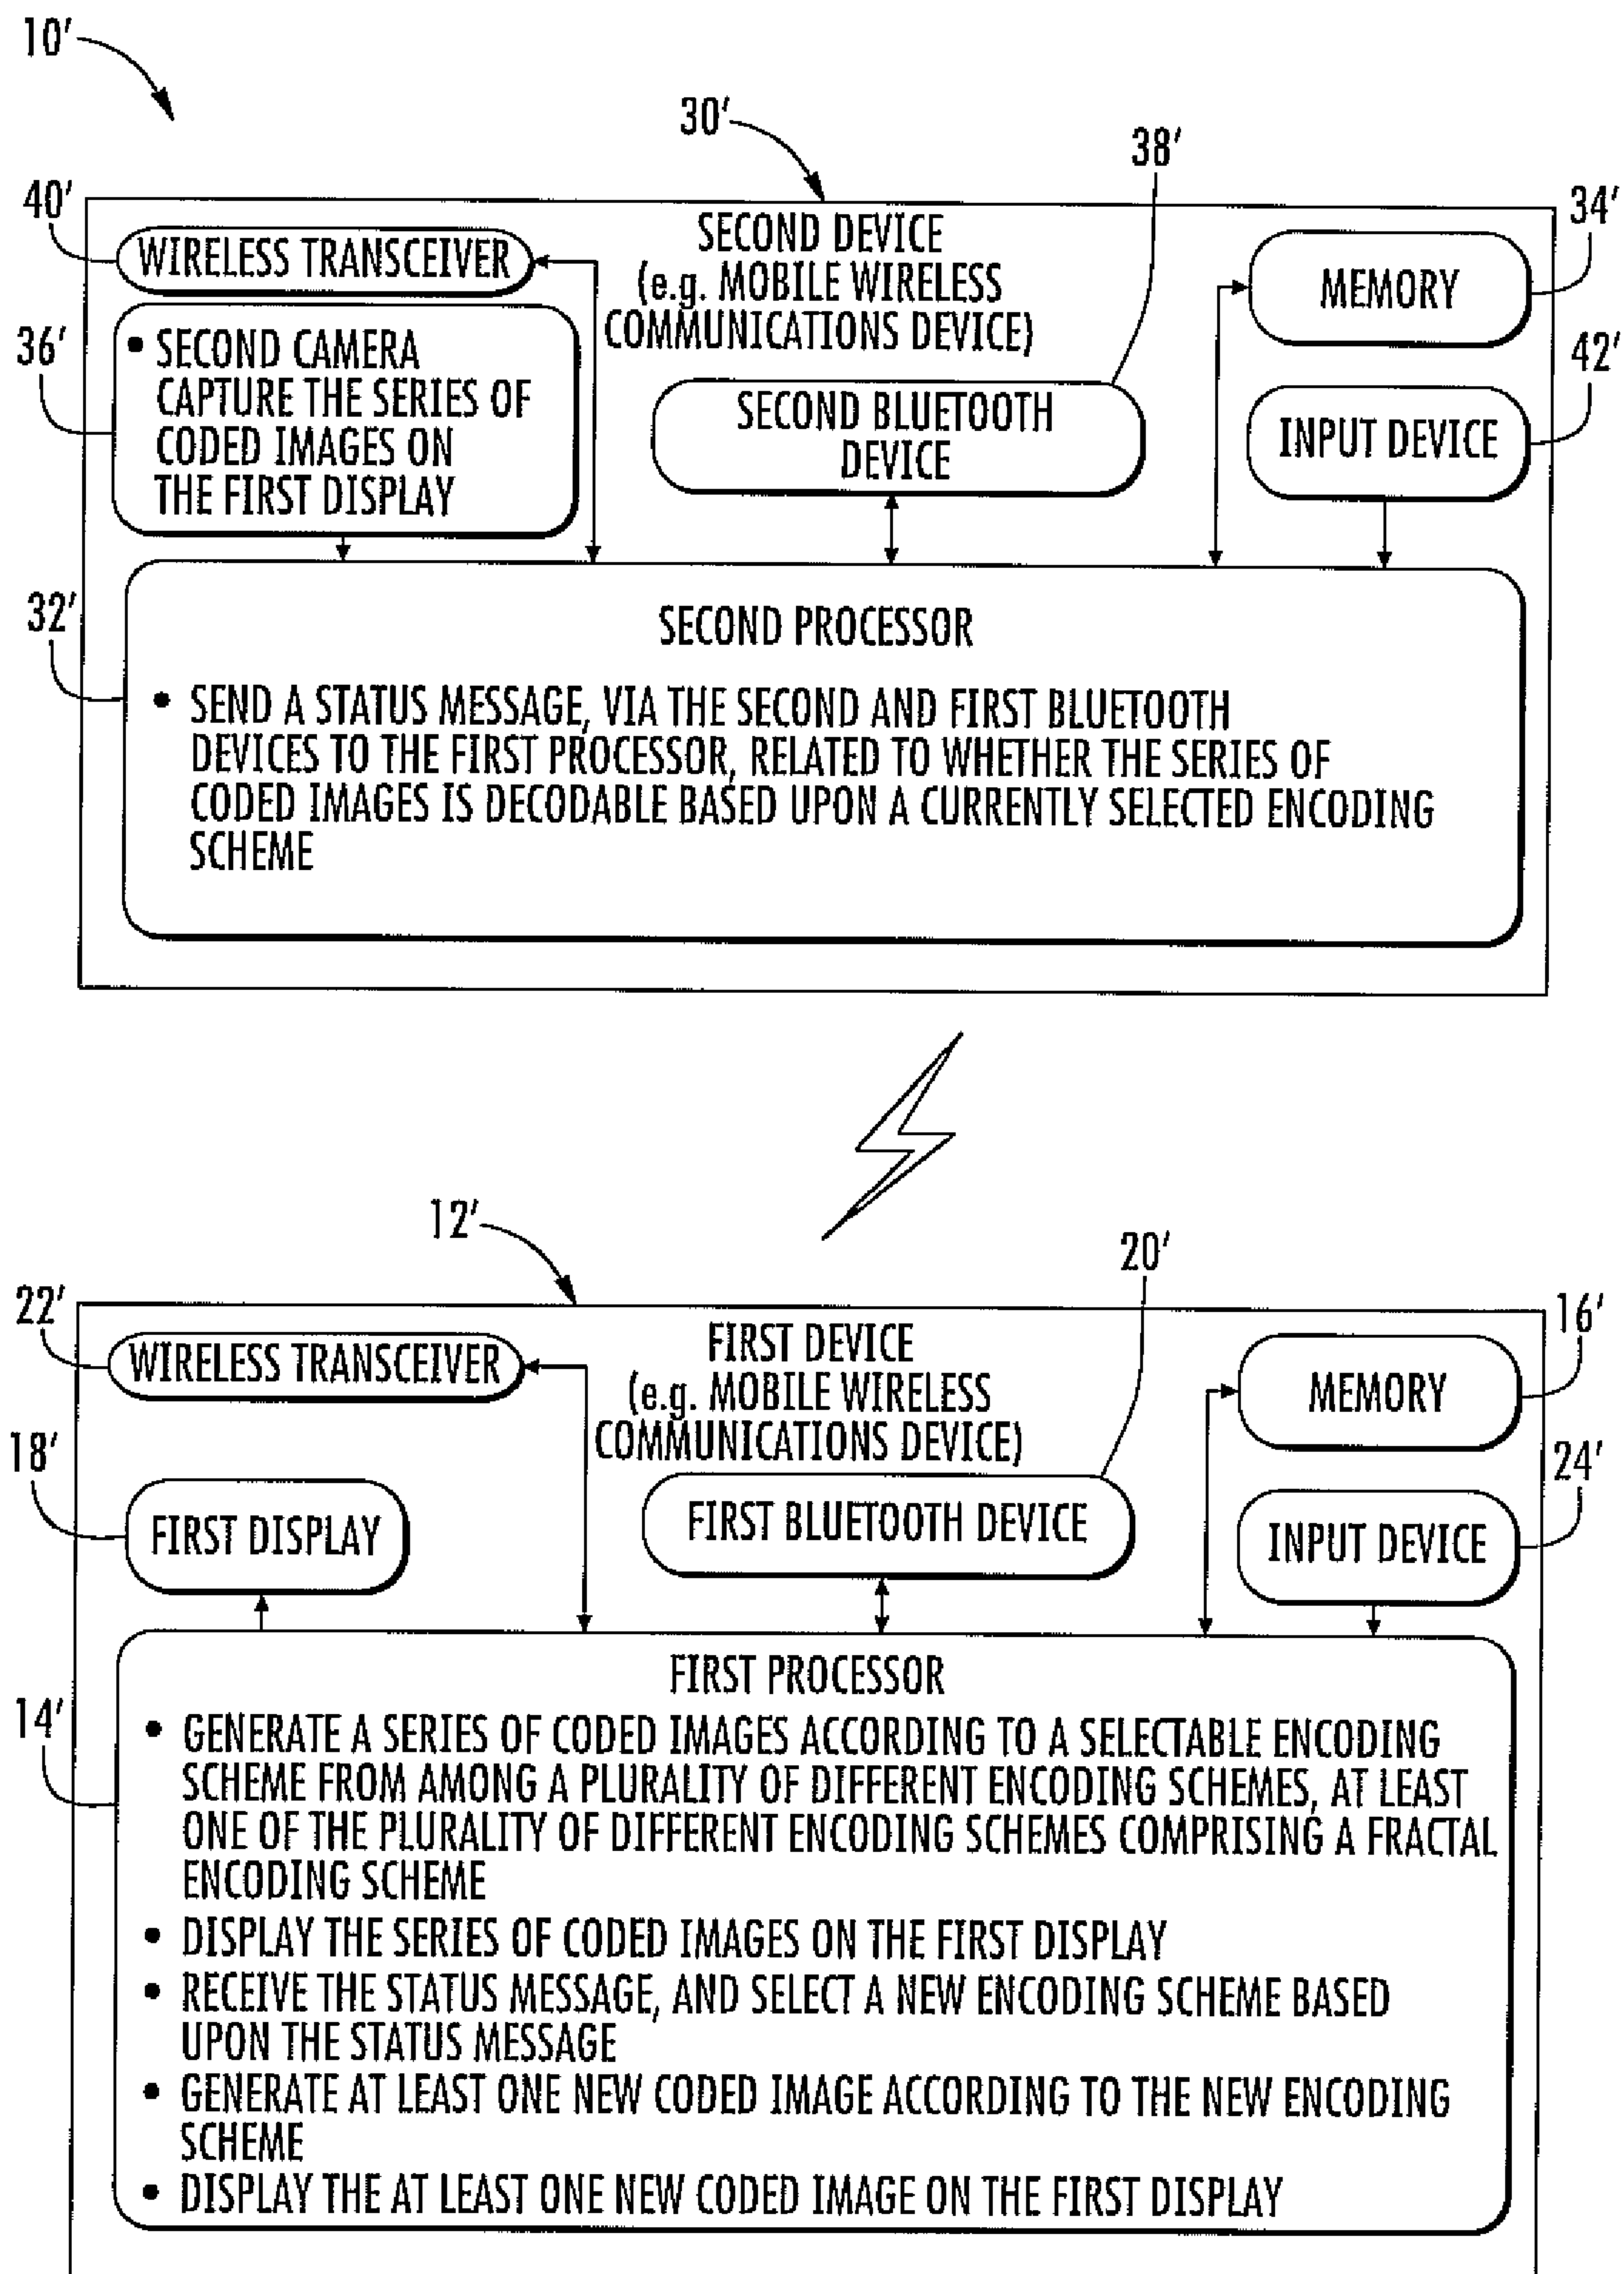 10'
30'
38'
40'
34'
WIRELESS TRANSCEIVER
SECOND DEVICE
(e.g. MOBILE WIRELESS
COMMUNICATIONS DEVICE)
MEMORY
36'
• SECOND CAMERA
CAPTURE THE SERIES OF
CODED IMAGES ON
THE FIRST DISPLAY
42'
SECOND BLUETOOTH
DEVICE
INPUT DEVICE
32'
SECOND PROCESSOR
• SEND A STATUS MESSAGE, VIA THE SECOND AND FIRST BLUETOOTH
DEVICES TO THE FIRST PROCESSOR, RELATED TO WHETHER THE SERIES OF
CODED IMAGES IS DECODABLE BASED UPON A CURRENTLY SELECTED ENCODING
SCHEME
12'
20'
22'
16'
WIRELESS TRANSCEIVER
FIRST DEVICE
(e.g. MOBILE WIRELESS
COMMUNICATIONS DEVICE)
MEMORY
18'
24'
FIRST DISPLAY
FIRST BLUETOOTH DEVICE
INPUT DEVICE
14'
FIRST PROCESSOR
• GENERATE A SERIES OF CODED IMAGES ACCORDING TO A SELECTABLE ENCODING
SCHEME FROM AMONG A PLURALITY OF DIFFERENT ENCODING SCHEMES, AT LEAST
ONE OF THE PLURALITY OF DIFFERENT ENCODING SCHEMES COMPRISING A FRACTAL
ENCODING SCHEME
• DISPLAY THE SERIES OF CODED IMAGES ON THE FIRST DISPLAY
• RECEIVE THE STATUS MESSAGE, AND SELECT A NEW ENCODING SCHEME BASED
UPON THE STATUS MESSAGE
• GENERATE AT LEAST ONE NEW CODED IMAGE ACCORDING TO THE NEW ENCODING
SCHEME
• DISPLAY THE AT LEAST ONE NEW CODED IMAGE ON THE FIRST DISPLAY